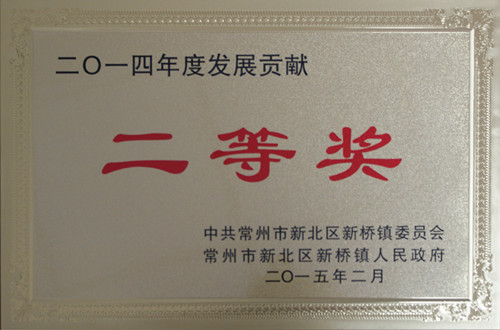 二〇一四年度发展贡献
二等奖
中共常州市新北区新桥镇委员会
常州市新北区新桥镇人民政府
二〇一五年二月